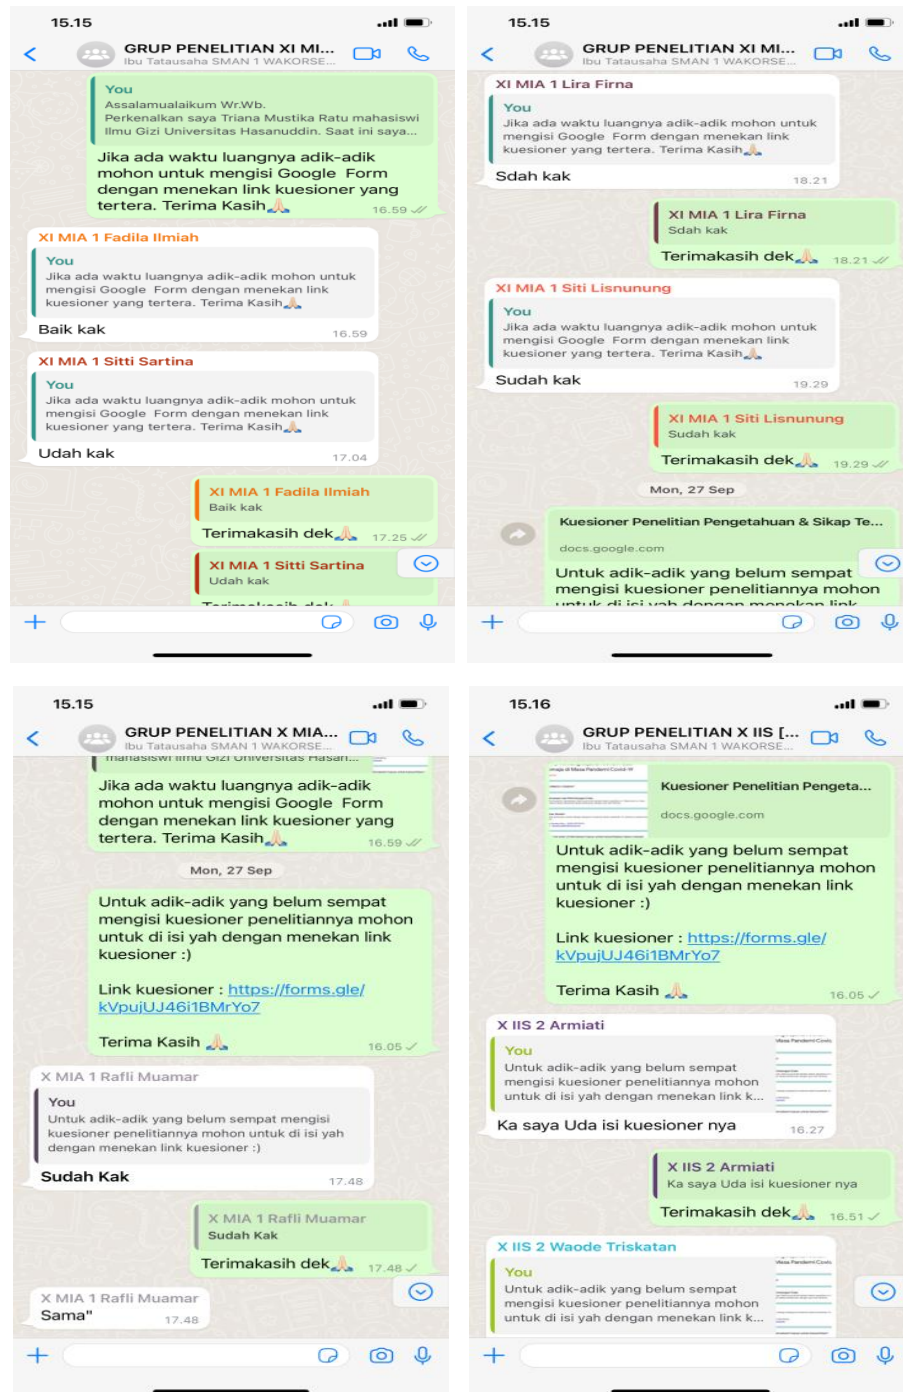 15.15
GRUP PENELITIAN XI MI...
Ibu Tatausaha SMAN 1 WAKORSE...
You
Assalamualaikum Wr.Wb.
Perkenalkan saya Triana Mustika Ratu mahasiswi
Ilmu Gizi Universitas Hasanuddin. Saat ini saya...
Jika ada waktu luangnya adik-adik
mohon untuk mengisi Google Form
dengan menekan link kuesioner yang
tertera. Terima Kasih🙏🏻
16.59
XI MIA 1 Fadila Ilmiah
You
Jika ada waktu luangnya adik-adik mohon untuk
mengisi Google Form dengan menekan link
kuesioner yang tertera. Terima Kasih🙏🏻
Baik kak
16.59
XI MIA 1 Sitti Sartina
You
Jika ada waktu luangnya adik-adik mohon untuk
mengisi Google Form dengan menekan link
kuesioner yang tertera. Terima Kasih🙏🏻
Udah kak
17.04
XI MIA 1 Fadila Ilmiah
Baik kak
Terimakasih dek🙏🏻 17.25
XI MIA 1 Sitti Sartina
Udah kak
Terimakasih dek🙏🏻
15.15
GRUP PENELITIAN XI MI...
Ibu Tatausaha SMAN 1 WAKORSE...
XI MIA 1 Lira Firna
You
Jika ada waktu luangnya adik-adik mohon untuk
mengisi Google Form dengan menekan link
kuesioner yang tertera. Terima Kasih🙏🏻
Sdah kak
18.21
XI MIA 1 Lira Firna
Sdah kak
Terimakasih dek🙏🏻 18.21
XI MIA 1 Siti Lisnunung
You
Jika ada waktu luangnya adik-adik mohon untuk
mengisi Google Form dengan menekan link
kuesioner yang tertera. Terima Kasih🙏🏻
Sudah kak
19.29
XI MIA 1 Siti Lisnunung
Sudah kak
Terimakasih dek🙏🏻 19.29
Mon, 27 Sep
Kuesioner Penelitian Pengetahuan & Sikap Te...
docs.google.com
Untuk adik-adik yang belum sempat
mengisi kuesioner penelitiannya mohon
untuk di isi yah dengan menekan link
15.15
GRUP PENELITIAN X MIA...
Ibu Tatausaha SMAN 1 WAKORSE...
mahasiswi Ilmu Gizi Universitas Hasan...
Jika ada waktu luangnya adik-adik
mohon untuk mengisi Google Form
dengan menekan link kuesioner yang
tertera. Terima Kasih🙏🏻
16.59
Mon, 27 Sep
Untuk adik-adik yang belum sempat
mengisi kuesioner penelitiannya mohon
untuk di isi yah dengan menekan link
kuesioner :)
Link kuesioner : https://forms.gle/
kVpujUJ46i1BMrYo7
Terima Kasih 🙏🏻
16.05
X MIA 1 Rafli Muamar
You
Untuk adik-adik yang belum sempat mengisi
kuesioner penelitiannya mohon untuk di isi yah
dengan menekan link kuesioner :)
Sudah Kak
17.48
X MIA 1 Rafli Muamar
Sudah Kak
Terimakasih dek🙏🏻 17.48
X MIA 1 Rafli Muamar
Sama"
17.48
15.16
GRUP PENELITIAN X IIS [...
Ibu Tatausaha SMAN 1 WAKORSE...
Kuesioner Penelitian Pengeta...
docs.google.com
Untuk adik-adik yang belum sempat
mengisi kuesioner penelitiannya mohon
untuk di isi yah dengan menekan link
kuesioner :)
Link kuesioner : https://forms.gle/
kVpujUJ46i1BMrYo7
Terima Kasih 🙏🏻
16.05
X IIS 2 Armiati
You
Untuk adik-adik yang belum sempat
mengisi kuesioner penelitiannya mohon
untuk di isi yah dengan menekan link k...
Ka saya Uda isi kuesioner nya
16.27
X IIS 2 Armiati
Ka saya Uda isi kuesioner nya
Terimakasih dek🙏🏻 16.51
X IIS 2 Waode Triskatan
You
Untuk adik-adik yang belum sempat
mengisi kuesioner penelitiannya mohon
untuk di isi yah dengan menekan link k...